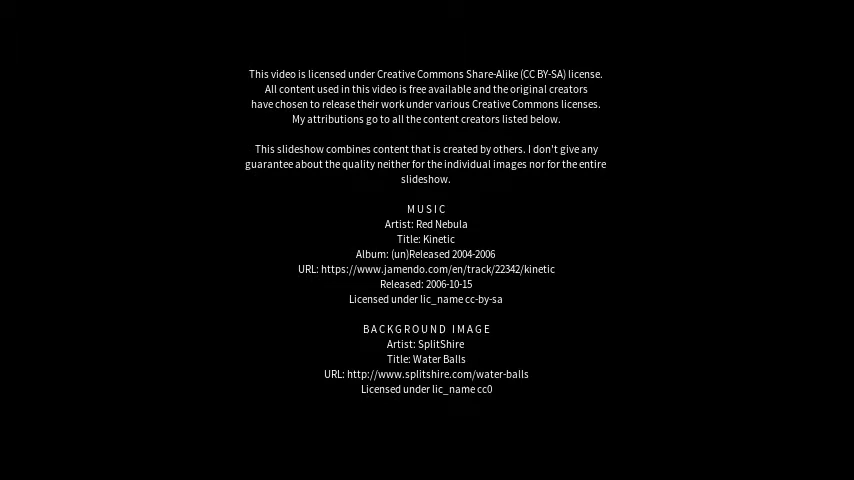 This video is licensed under Creative Commons Share-Alike (CC BY-SA) license.
All content used in this video is free available and the original creators
have chosen to release their work under various Creative Commons licenses.
My attributions go to all the content creators listed below.
This slideshow combines content that is created by others. I don't give any
guarantee about the quality neither for the individual images nor for the entire
slideshow.
MUSIC
Artist: Red Nebula
Title: Kinetic
Album: (un)Released 2004-2006
URL: https://www.jamendo.com/en/track/22342/kinetic
Released: 2006-10-15
Licensed under lic_name cc-by-sa
BACKGROUND IMAGE
Artist: SplitShire
Title: Water Balls
URL: http://www.splitshire.com/water-balls
Licensed under lic_name cc0